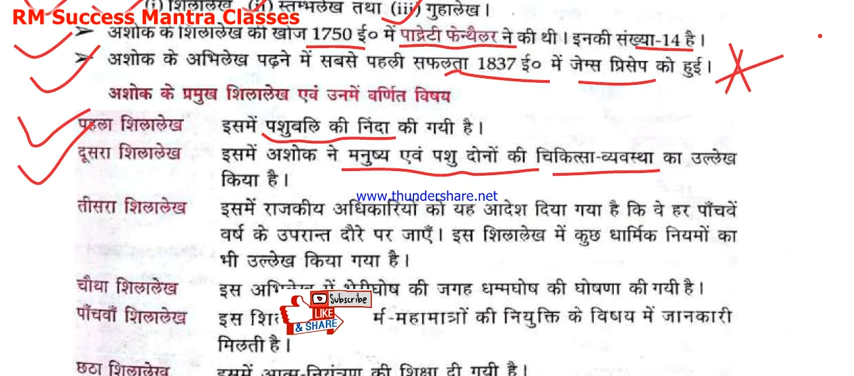 (i) शिलालेख, (ii) स्तम्भलेख तथा (iii) गुहालेख।
RM Success Mantra Classes
➤ अशोक के शिलालेख की खोज 1750 ई० में पाद्रेटी फेन्थैलर ने की थी। इनकी संख्या-14 है।
➤ अशोक के अभिलेख पढ़ने में सबसे पहली सफलता 1837 ई० में जेम्स प्रिसेप को हुई।
अशोक के प्रमुख शिलालेख एवं उनमें वर्णित विषय
पहला शिलालेख इसमें पशुबलि की निंदा की गयी है।
दूसरा शिलालेख इसमें अशोक ने मनुष्य एवं पशु दोनों की चिकित्सा-व्यवस्था का उल्लेख
किया है।
www.thundershare.net
तीसरा शिलालेख इसमें राजकीय अधिकारियों को यह आदेश दिया गया है कि वे हर पाँचवें
वर्ष के उपरान्त दौरे पर जाएँ। इस शिलालेख में कुछ धार्मिक नियमों का
भी उल्लेख किया गया है।
चौथा शिलालेख इस की जगह धम्मघोष की घोषणा की गयी है।
Subscribe
LIKE
& SHARE
पाँचवाँ शिलालेख इस र्म-महामात्रों की नियुक्ति के विषय में जानकारी
मिलती है।
छठा शिलालेख इसमें आत्म-नियंत्रण की शिक्षा दी गयी है।